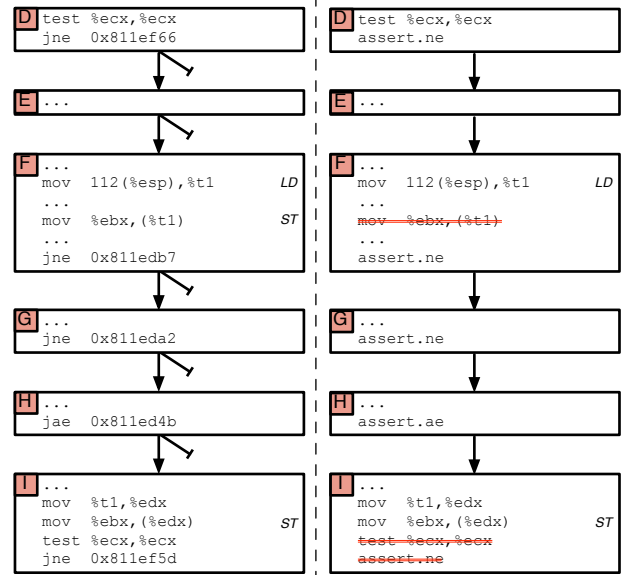 D test %ecx,%ecx
jne 0x811ef66
E ...
F ...
mov 112(%esp),%t1 LD
...
mov %ebx,(%t1) ST
...
jne 0x811edb7
G ...
jne 0x811eda2
H ...
jae 0x811ed4b
I ...
mov %t1,%edx
mov %ebx,(%edx) ST
test %ecx,%ecx
jne 0x811ef5d
D test %ecx,%ecx
assert.ne
E ...
F ...
mov 112(%esp),%t1 LD
...
mov %ebx,(%t1)
...
assert.ne
G ...
assert.ne
H ...
assert.ae
I ...
mov %t1,%edx
mov %ebx,(%edx) ST
test %ecx,%ecx
assert.ne